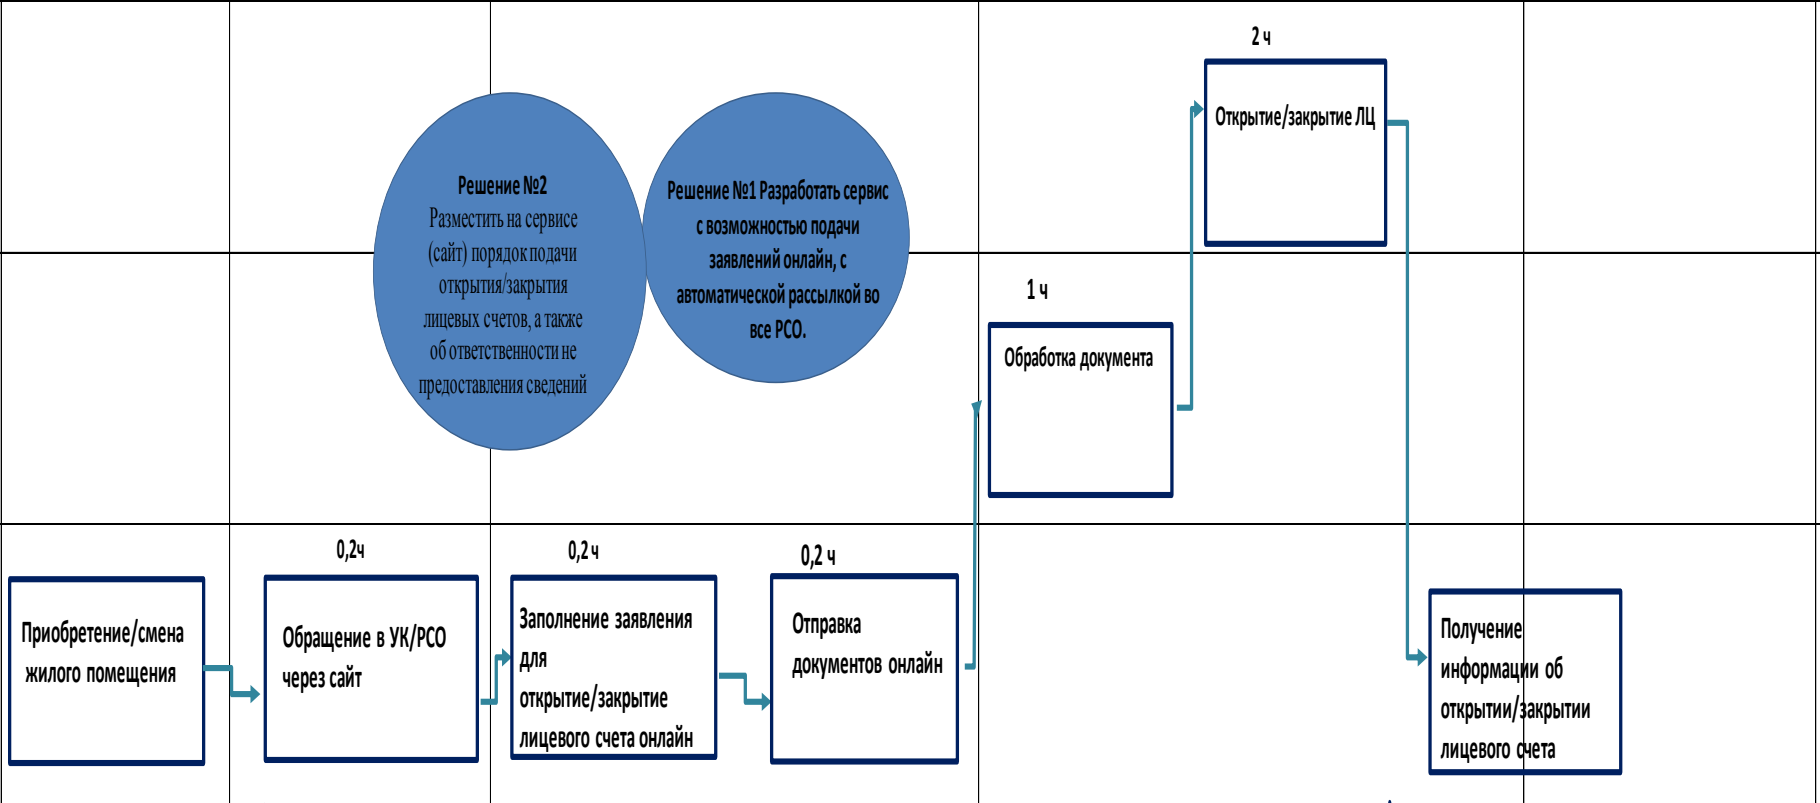 2 ч
Открытие/закрытие ЛЦ
Решение №2
Разместить на сервисе
(сайт) порядок подачи
открытия/закрытия
лицевых счетов, а также
об ответственности не
предоставления сведений
Решение №1 Разработать сервис
с возможностью подачи
заявлений онлайн, с
автоматической рассылкой во
все РСО.
1 ч
Обработка документа
0,2ч
0,2 ч
0,2 ч
Приобретение/смена
жилого помещения
Обращение в УК/РСО
через сайт
Заполнение заявления
для
открытие/закрытие
лицевого счета онлайн
Отправка
документов онлайн
Получение
информации об
открытии/закрытии
лицевого счета